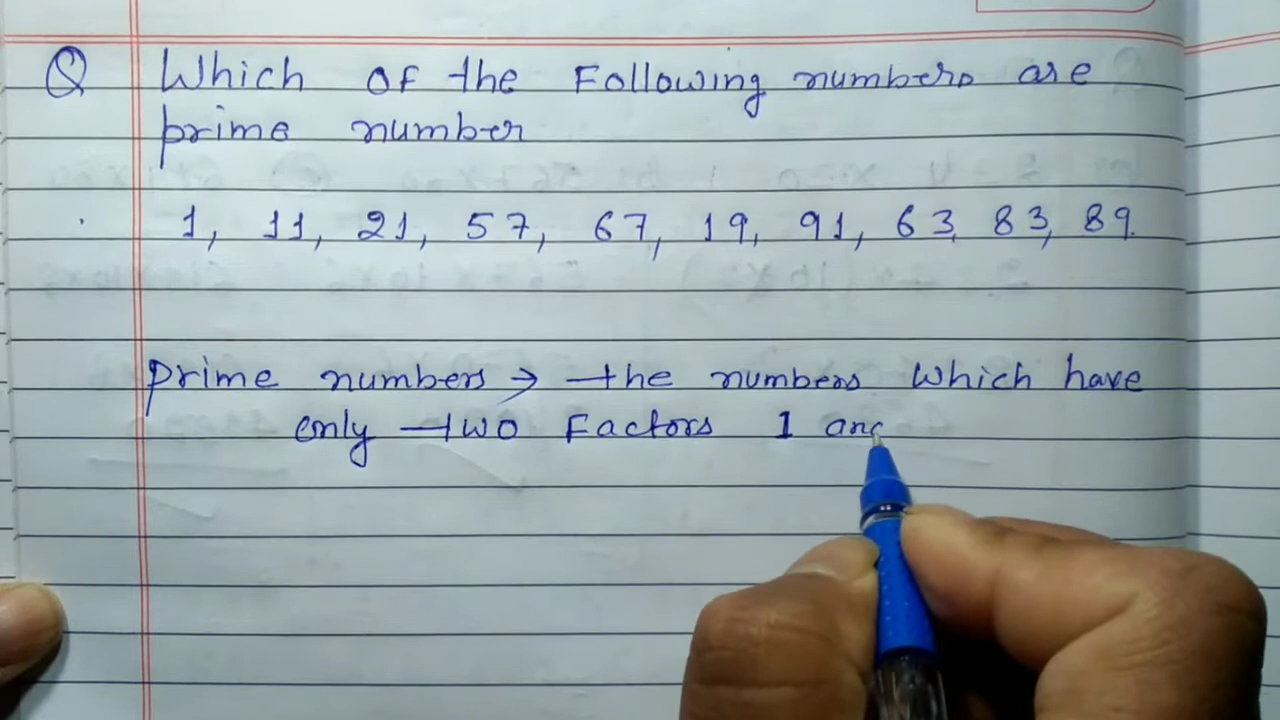 Q Which of the Following numbers are
prime number
1, 11, 21, 57, 67, 19, 91, 63, 83, 89.
prime numbers → the numbers which have
only two Factors 1 and